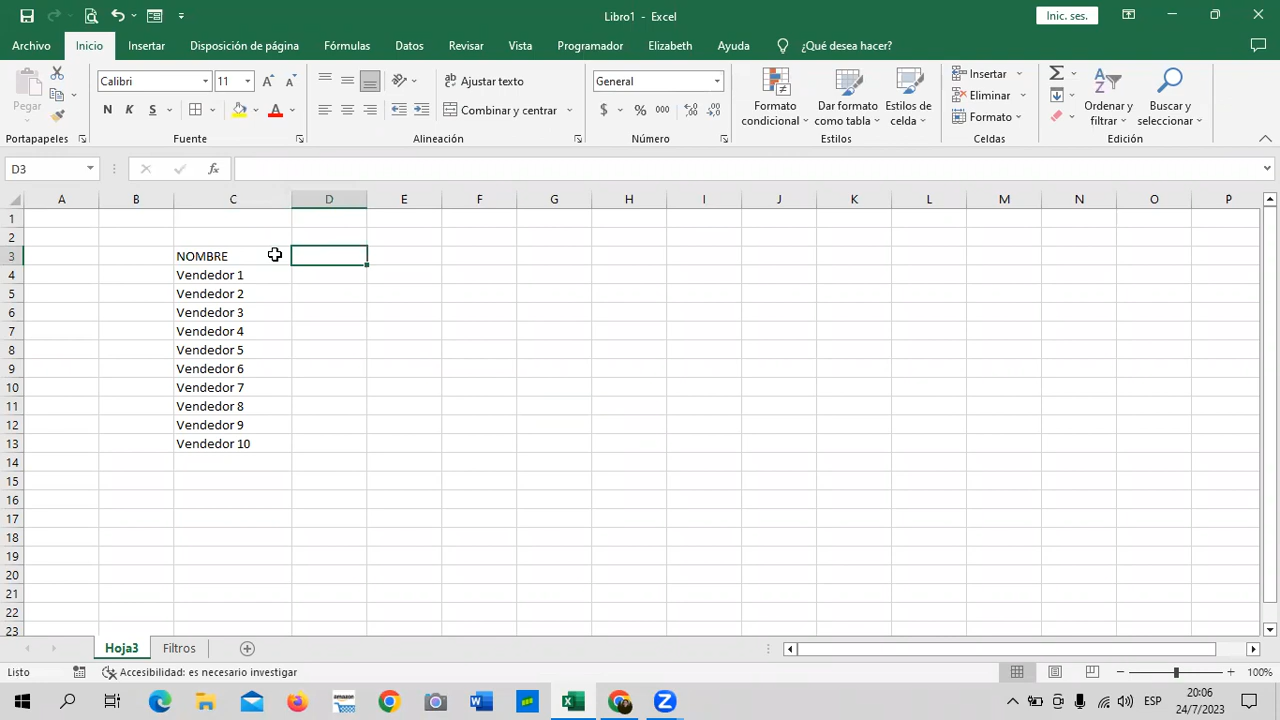 Libro1 - Excel
Inic. ses.
Archivo Inicio Insertar Disposición de página Fórmulas Datos Revisar Vista Programador Elizabeth Ayuda ¿Qué desea hacer?
Pegar
Calibri 11
N K S
Ajustar texto
Combinar y centrar
General
$ % 000
Formato condicional
Dar formato como tabla
Estilos de celda
Insertar
Eliminar
Formato
Ordenar y filtrar
Buscar y seleccionar
Portapapeles Fuente Alineación Número Estilos Celdas Edición
D3 fx
A B C D E F G H I J K L M N O P
1
2
3 NOMBRE
4 Vendedor 1
5 Vendedor 2
6 Vendedor 3
7 Vendedor 4
8 Vendedor 5
9 Vendedor 6
10 Vendedor 7
11 Vendedor 8
12 Vendedor 9
13 Vendedor 10
14
15
16
17
18
19
20
21
22
23
Hoja3 Filtros
Listo Accesibilidad: es necesario investigar 100%
ESP 20:06
24/7/2023